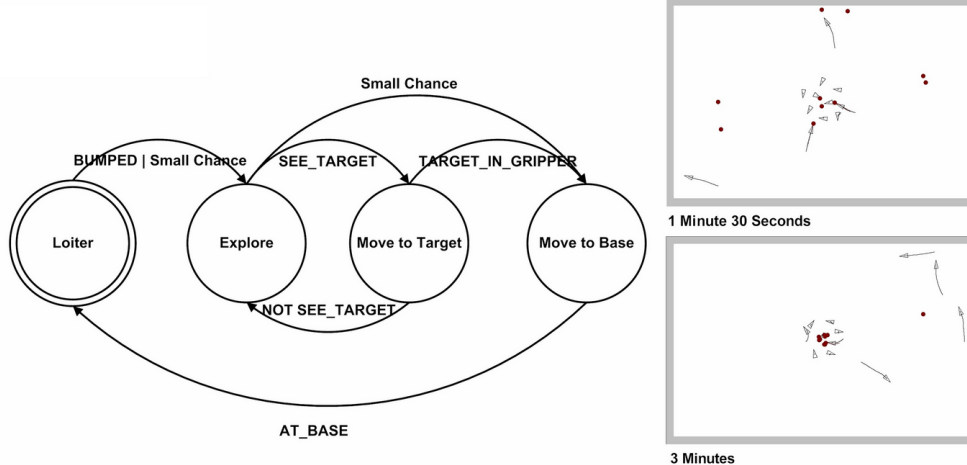 Small Chance
BUMPED | Small Chance
SEE_TARGET
TARGET_IN_GRIPPER
Loiter
Explore
Move to Target
Move to Base
NOT SEE_TARGET
AT_BASE
1 Minute 30 Seconds
3 Minutes